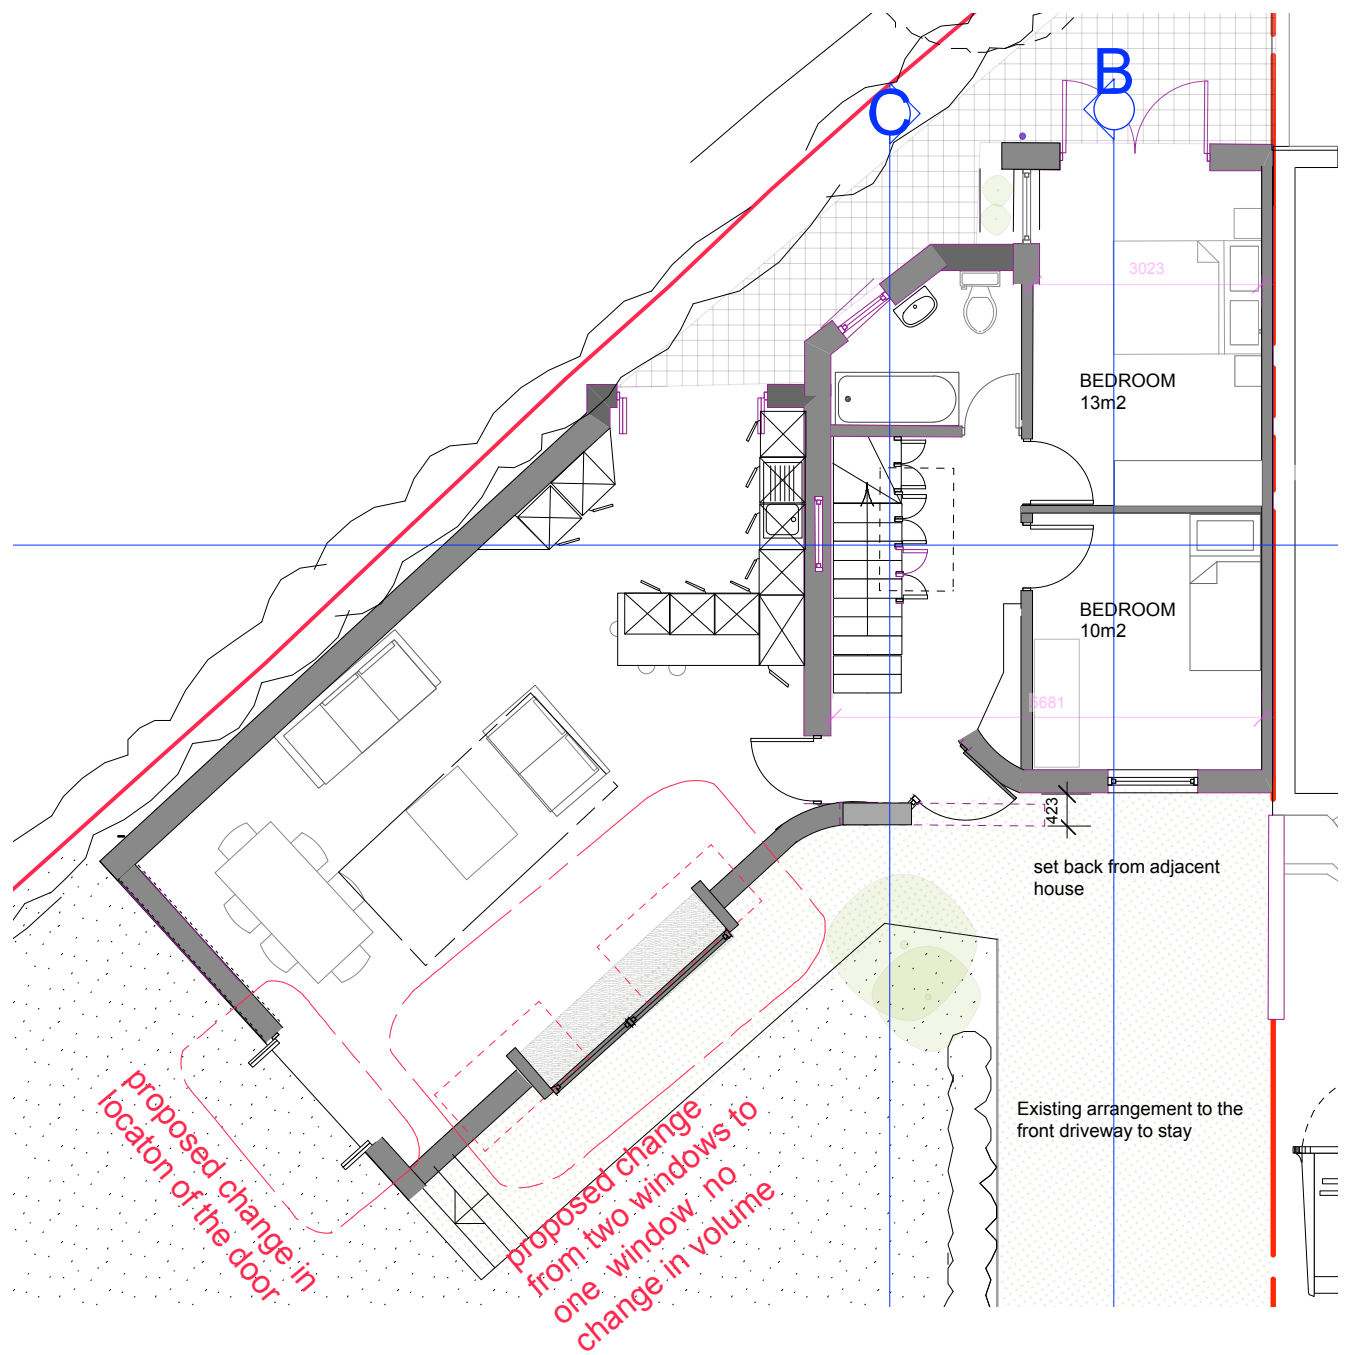 B
C
3023
BEDROOM
13m2
BEDROOM
10m2
5681
423
set back from adjacent
house
Existing arrangement to the
front driveway to stay
proposed change in
locaton of the door
proposed change
from two windows to
one window, no
change in volume